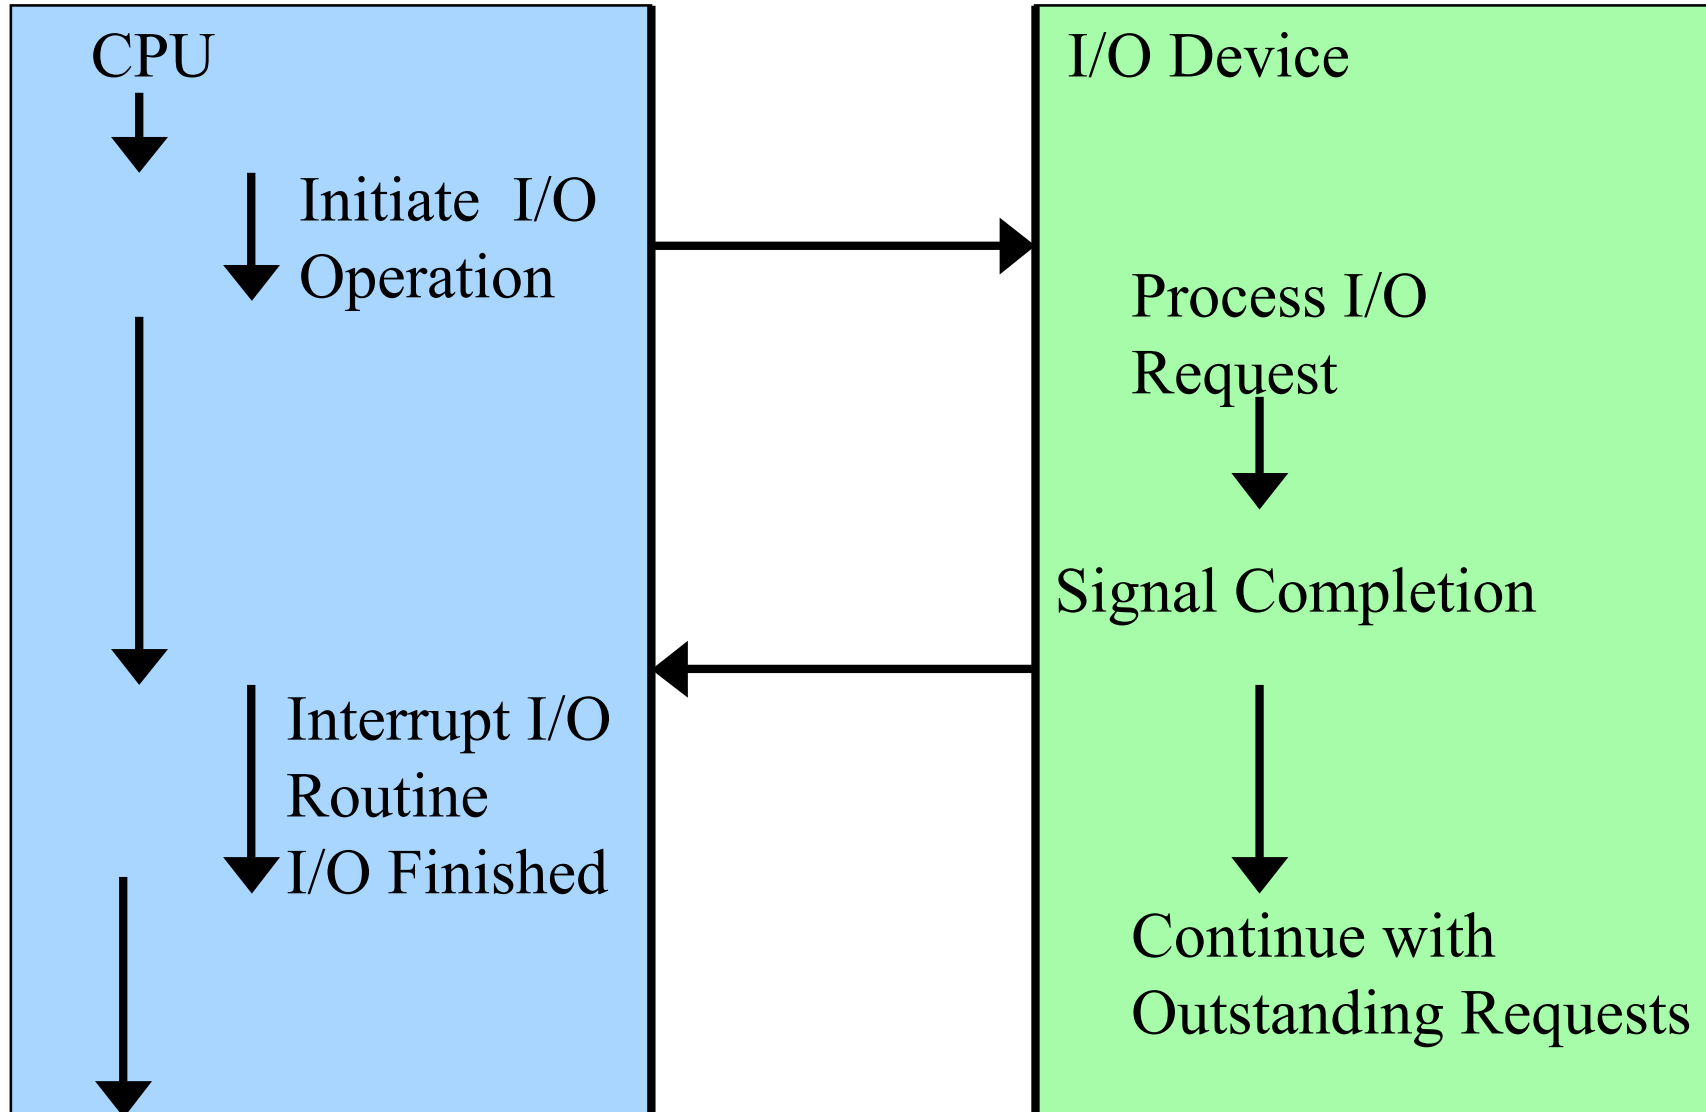 CPU
Initiate I/O
Operation
Interrupt I/O
Routine
I/O Finished
I/O Device
Process I/O
Request
Signal Completion
Continue with
Outstanding Requests